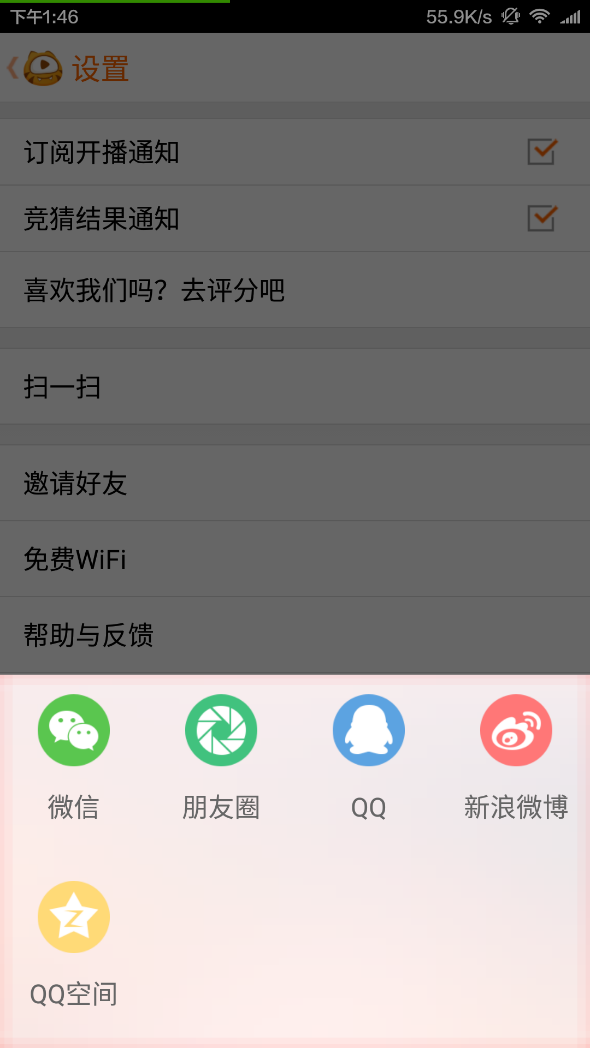 下午1:46 55.9K/s
设置
订阅开播通知
竞猜结果通知
喜欢我们吗？去评分吧
扫一扫
邀请好友
免费WiFi
帮助与反馈
微信 朋友圈 QQ 新浪微博
QQ空间